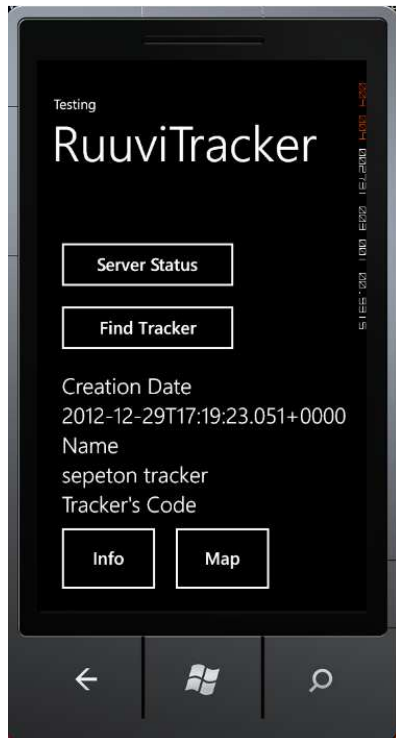 Testing
RuuviTracker
Server Status
Find Tracker
Creation Date
2012-12-29T17:19:23.051+0000
Name
sepeton tracker
Tracker's Code
Info
Map